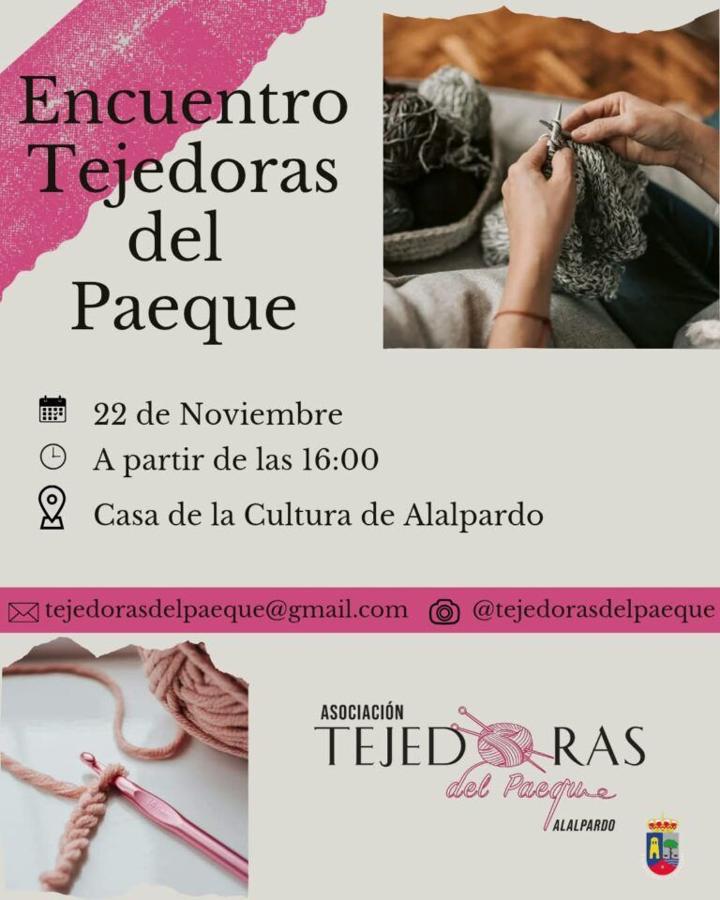 Encuentro
Tejedoras
del
Paeque
22 de Noviembre
A partir de las 16:00
Casa de la Cultura de Alalpardo
tejedorasdelpaeque@gmail.com @tejedorasdelpaeque
ASOCIACIÓN
TEJEDORAS
del Paeque
ALALPARDO